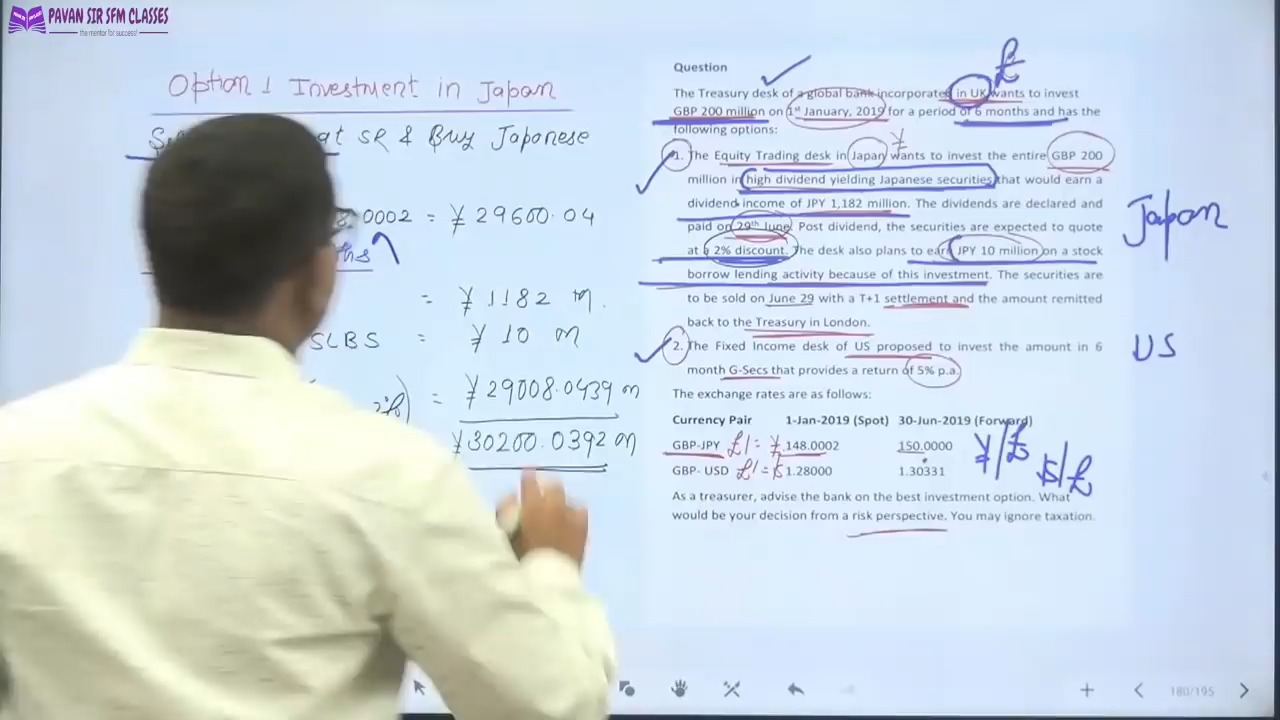 PAVAN SIR SFM CLASSES
the mentor for success!
Option 1 Investment in Japan
at SR & Buy Japanese
0002 = ¥ 29600.04
ths
= ¥ 1182 m.
SLBS = ¥ 10 m
= ¥29008.0439 m
¥30200.0392 m
£
Question
The Treasury desk of a global bank incorporated in UK wants to invest
GBP 200 million on 1st January, 2019 for a period of 6 months and has the
following options:
¥
1. The Equity Trading desk in Japan wants to invest the entire GBP 200
million in high dividend yielding Japanese securities that would earn a
dividend income of JPY 1,182 million. The dividends are declared and
paid on 29th June. Post dividend, the securities are expected to quote
at a 2% discount. The desk also plans to earn JPY 10 million on a stock
borrow lending activity because of this investment. The securities are
to be sold on June 29 with a T+1 settlement and the amount remitted
back to the Treasury in London.
2. The Fixed Income desk of US proposed to invest the amount in 6
month G-Secs that provides a return of 5% p.a.
The exchange rates are as follows:
Currency Pair 1-Jan-2019 (Spot) 30-Jun-2019 (Forward)
GBP-JPY £1 = ¥ 148.0002 150.0000 ¥/£
GBP- USD £1 = $ 1.28000 1.30331 $/£
As a treasurer, advise the bank on the best investment option. What
would be your decision from a risk perspective. You may ignore taxation.
Japan
US
180/195